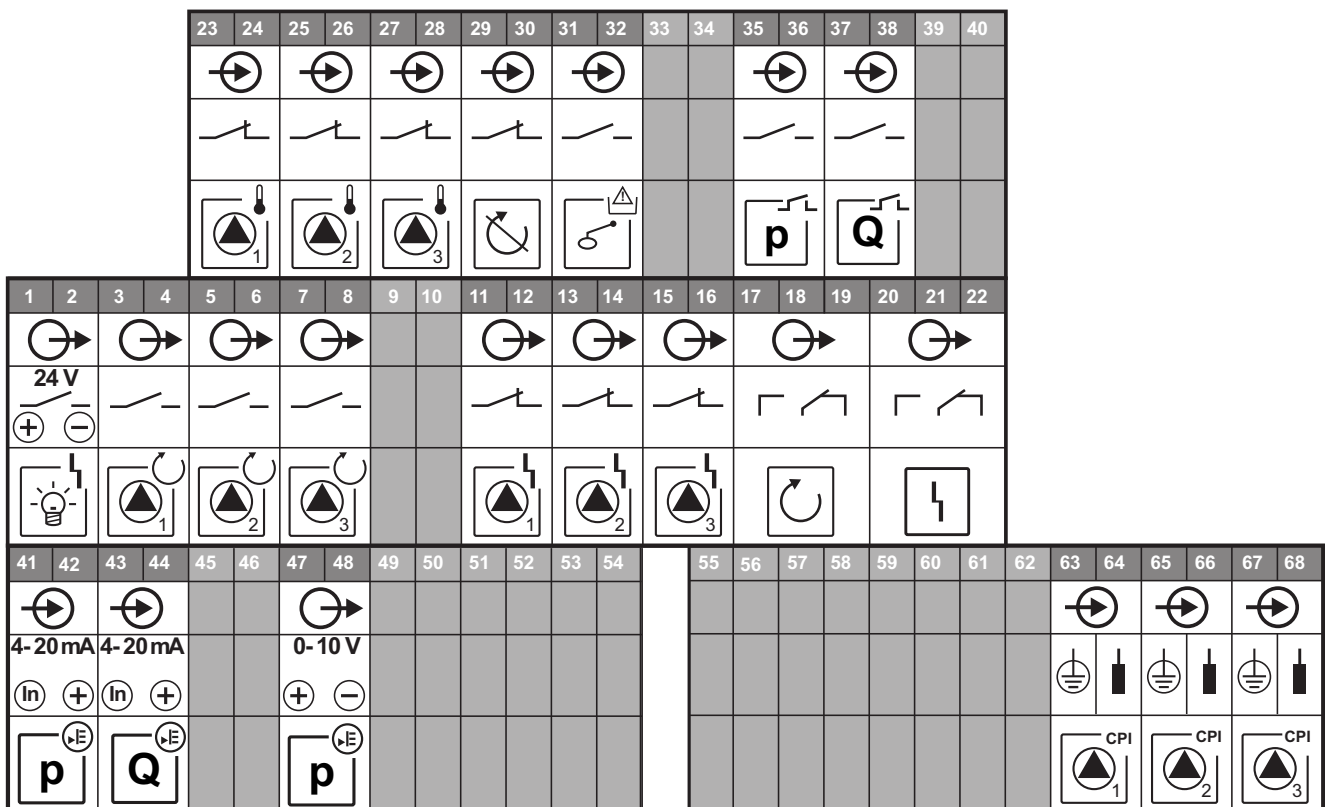 23 24 25 26 27 28 29 30 31 32 33 34 35 36 37 38 39 40
1 2 3
p Q
1 2 3 4 5 6 7 8 9 10 11 12 13 14 15 16 17 18 19 20 21 22
24 V
+ −
1 2 3 1 2 3
41 42 43 44 45 46 47 48 49 50 51 52 53 54 55 56 57 58 59 60 61 62 63 64 65 66 67 68
4-20 mA 4-20 mA 0-10 V
In + In + + −
E E E CPI CPI CPI
p Q p
1 2 3